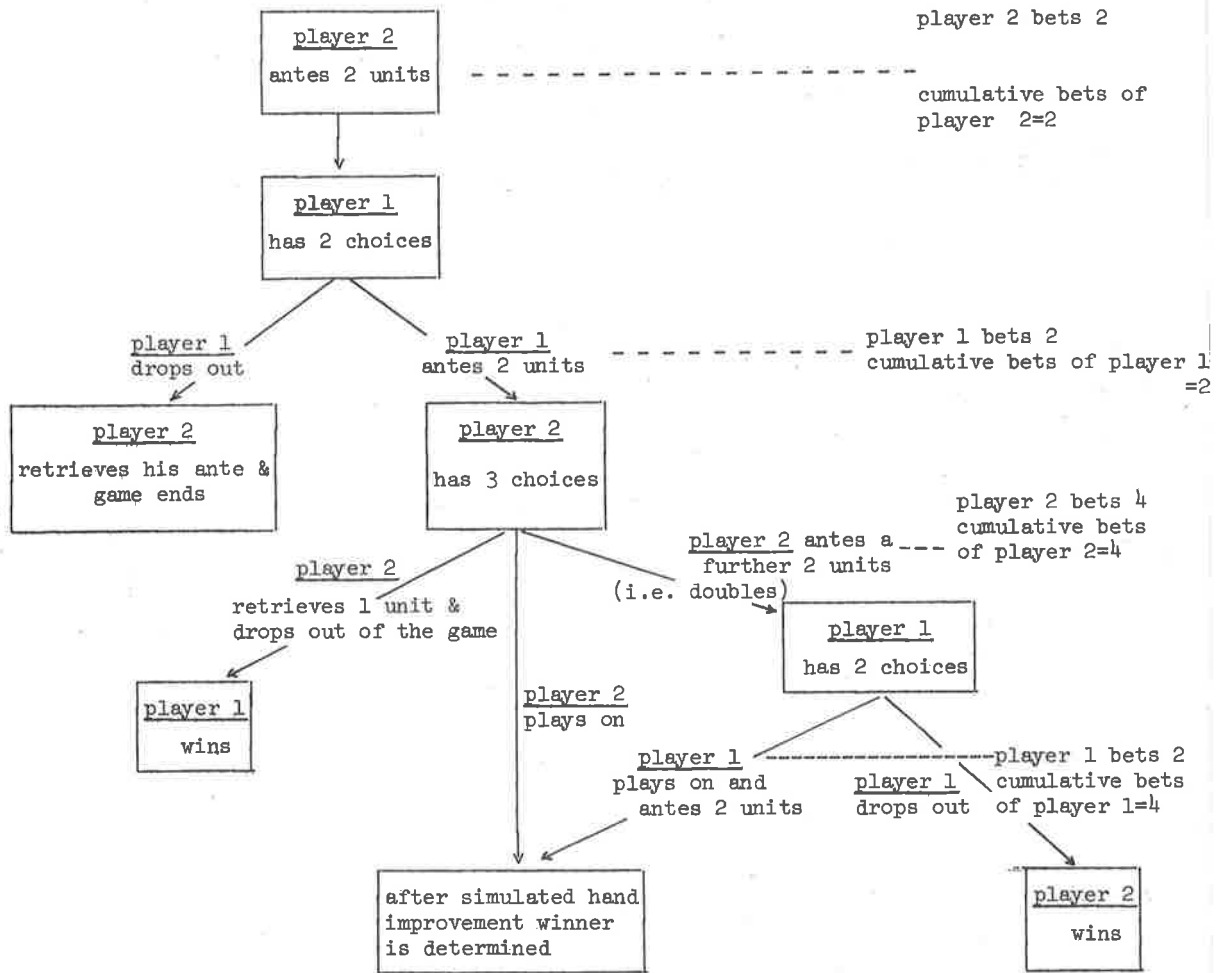 player 2
antes 2 units
player 2 bets 2
cumulative bets of
player 2=2
player 1
has 2 choices
player 1
drops out
player 1
antes 2 units
player 1 bets 2
cumulative bets of player 1
=2
player 2
retrieves his ante &
game ends
player 2
has 3 choices
player 2 bets 4
cumulative bets
of player 2=4
player 2 antes a
further 2 units
(i.e. doubles)
player 2
retrieves 1 unit &
drops out of the game
player 1
has 2 choices
player 1
wins
player 2
plays on
player 1
plays on and
antes 2 units
player 1
drops out
player 1 bets 2
cumulative bets
of player 1=4
after simulated hand
improvement winner
is determined
player 2
wins